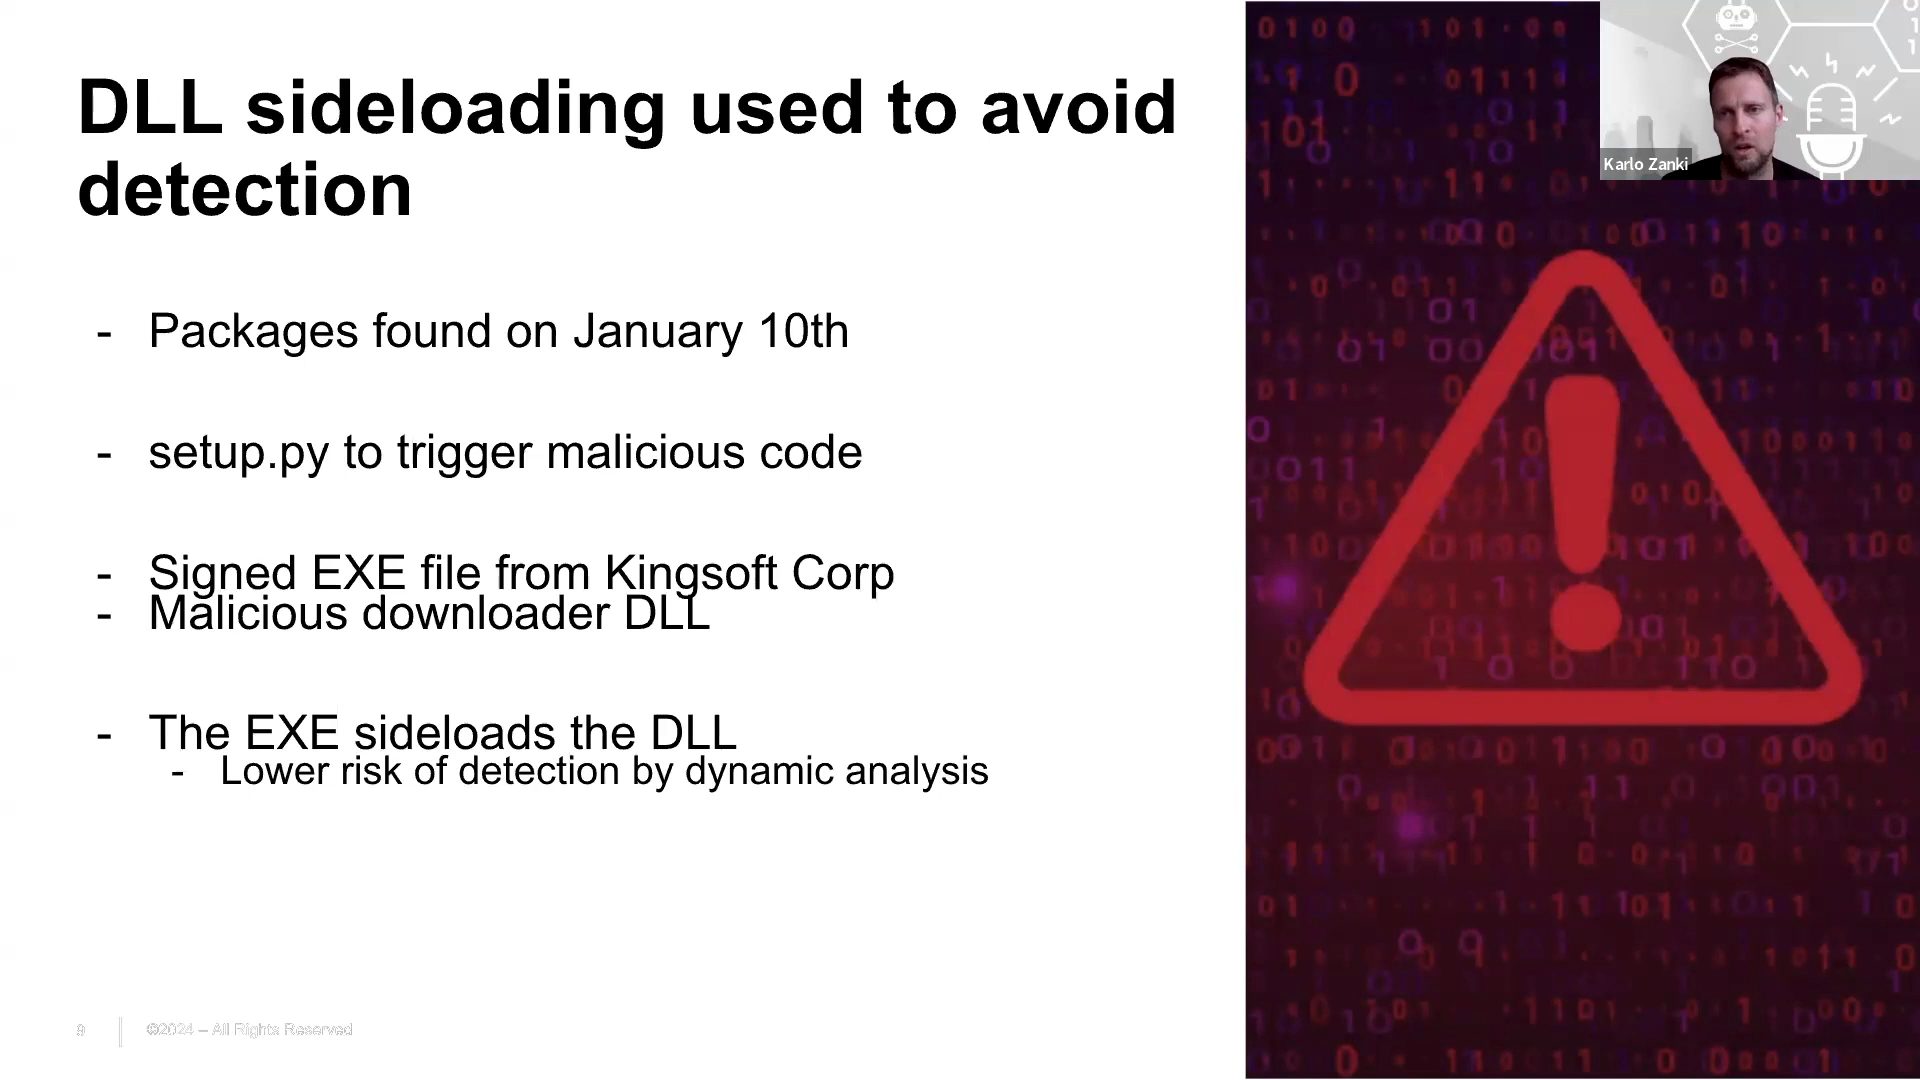 DLL sideloading used to avoid
detection
- Packages found on January 10th
- setup.py to trigger malicious code
- Signed EXE file from Kingsoft Corp
- Malicious downloader DLL
- The EXE sideloads the DLL
- Lower risk of detection by dynamic analysis
9
©2024 – All Rights Reserved
Karlo Zanki